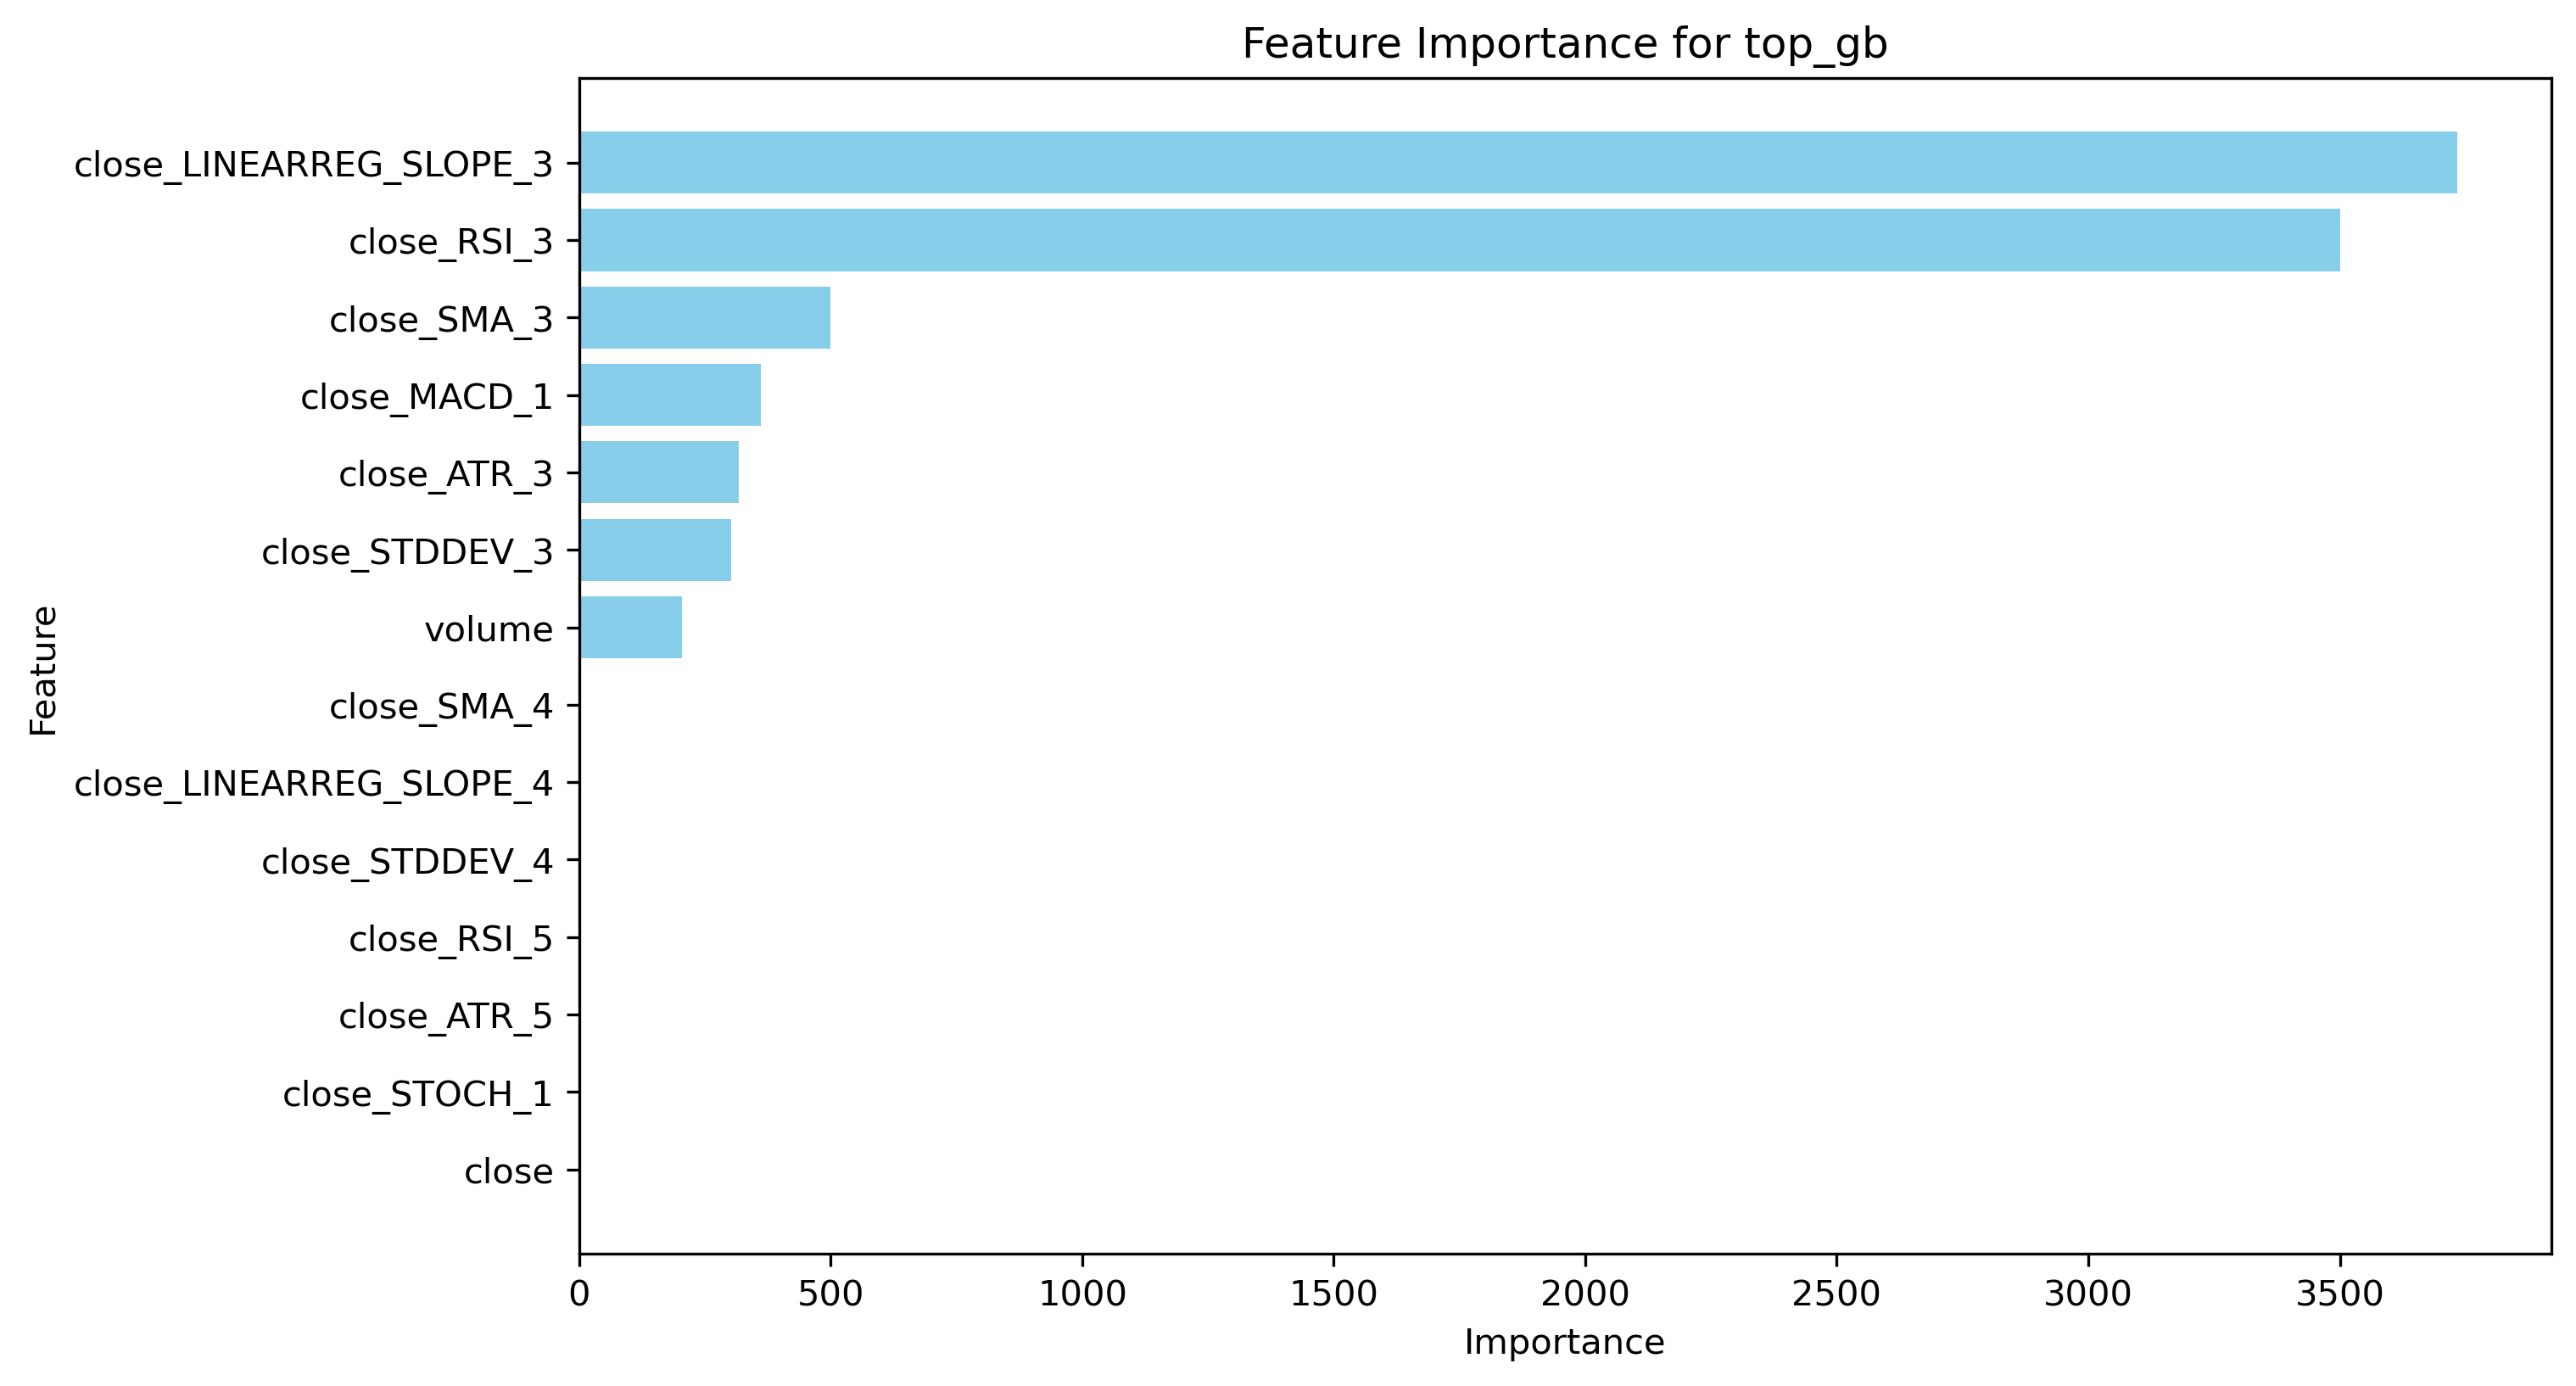 Feature Importance for top_gb
Feature
close_LINEARREG_SLOPE_3
close_RSI_3
close_SMA_3
close_MACD_1
close_ATR_3
close_STDDEV_3
volume
close_SMA_4
close_LINEARREG_SLOPE_4
close_STDDEV_4
close_RSI_5
close_ATR_5
close_STOCH_1
close
0 500 1000 1500 2000 2500 3000 3500
Importance